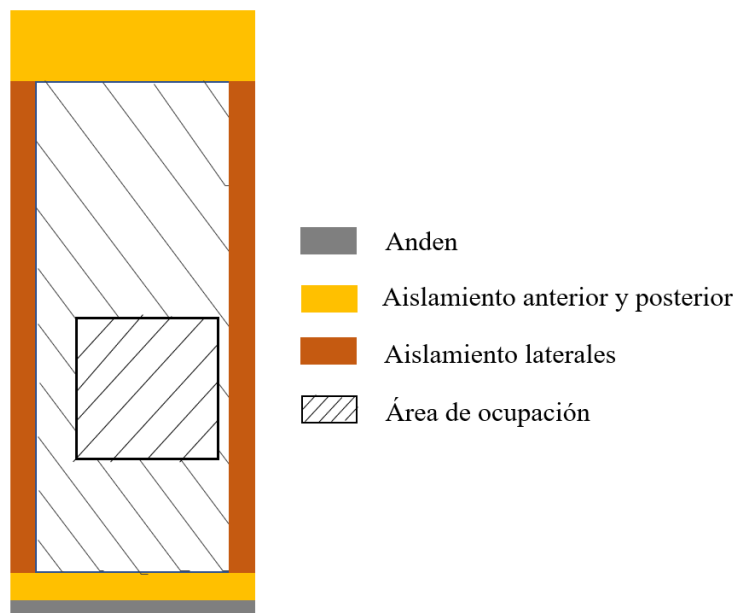 Anden
Aislamiento anterior y posterior
Aislamiento laterales
Área de ocupación